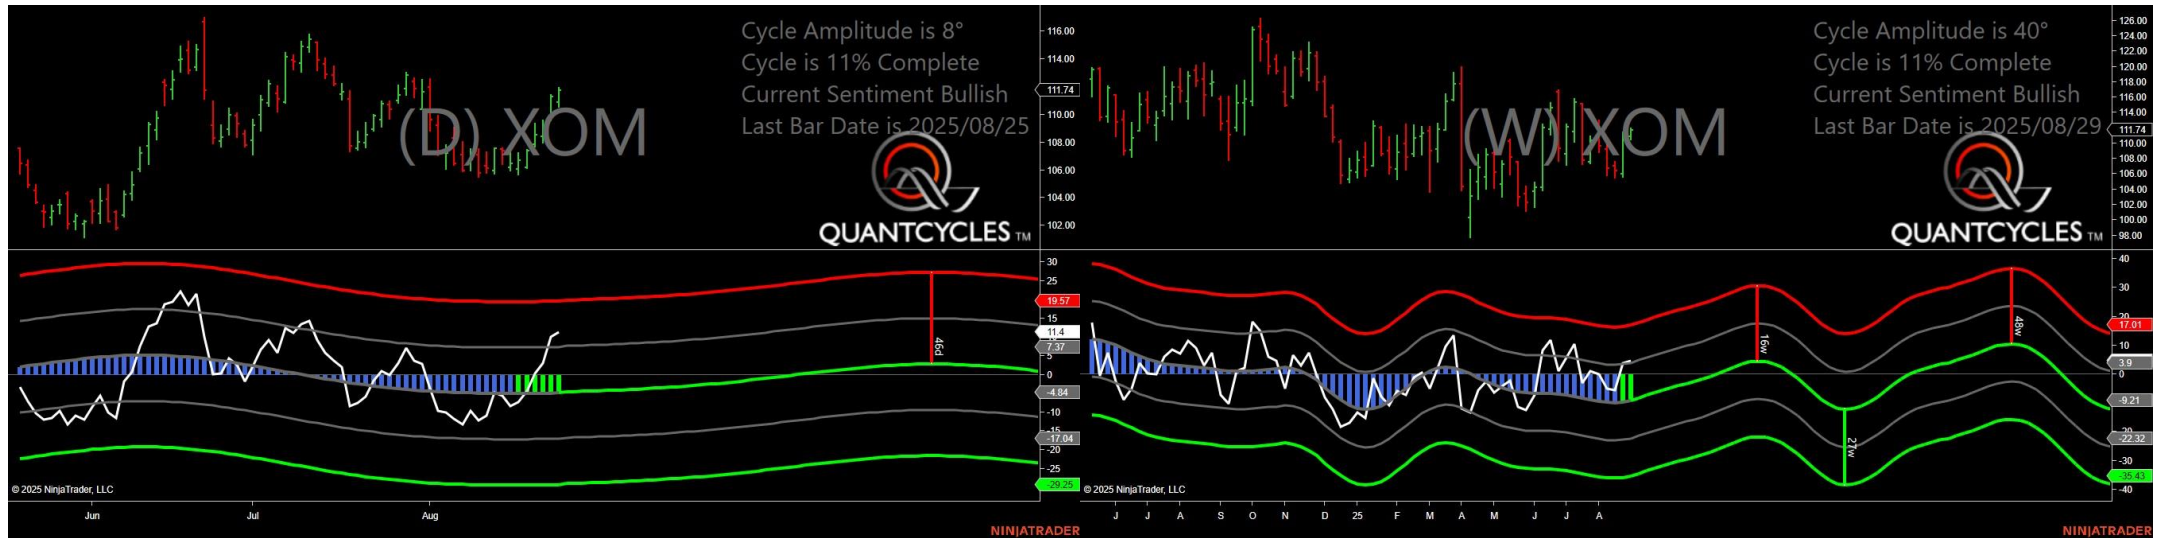 Cycle Amplitude is 8°
Cycle is 11% Complete
Current Sentiment Bullish
Last Bar Date is 2025/08/25
(D) XOM
QUANTCYCLES TM
116.00
114.00
111.74
110.00
108.00
106.00
104.00
102.00
30
25
19.57
15
11.4
7.37
5
0
-4.84
-10
-15
-17.04
-20
-25
-29.25
46d
© 2025 NinjaTrader, LLC
Jun Jul Aug
NINJATRADER
Cycle Amplitude is 40°
Cycle is 11% Complete
Current Sentiment Bullish
Last Bar Date is 2025/08/29
(W) XOM
QUANTCYCLES TM
126.00
124.00
122.00
120.00
118.00
116.00
114.00
111.74
110.00
108.00
106.00
104.00
102.00
100.00
98.00
40
30
20
17.01
10
3.9
0
-9.21
-22.32
-30
-35.43
-40
16w
27w
48w
© 2025 NinjaTrader, LLC
J J A S O N D 25 F M A M J J A
NINJATRADER